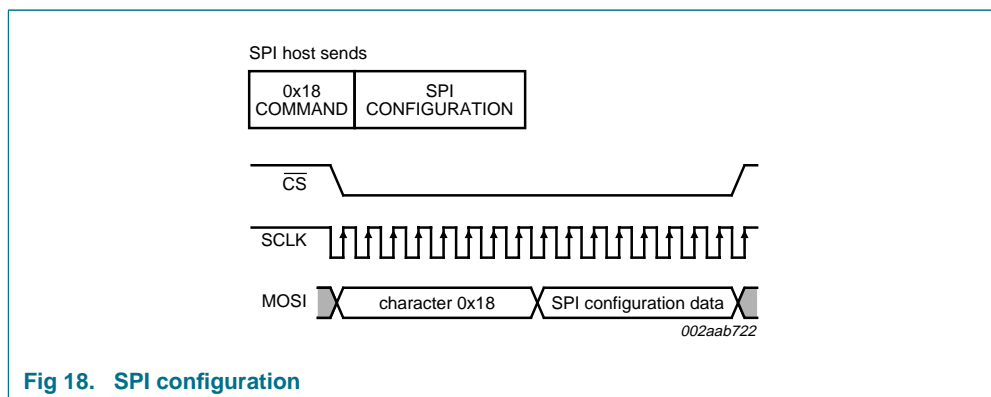 SPI host sends
0x18
COMMAND
SPI
CONFIGURATION
CS
SCLK
MOSI
character 0x18
SPI configuration data
002aab722
Fig 18. SPI configuration